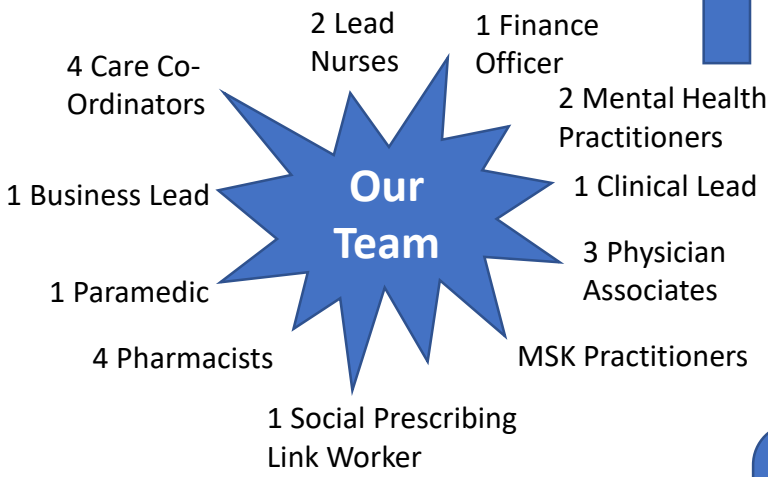 2 Lead
Nurses
1 Finance
Officer
4 Care Co-
Ordinators
2 Mental Health
Practitioners
1 Business Lead
Our
Team
1 Clinical Lead
3 Physician
Associates
1 Paramedic
4 Pharmacists
MSK Practitioners
1 Social Prescribing
Link Worker